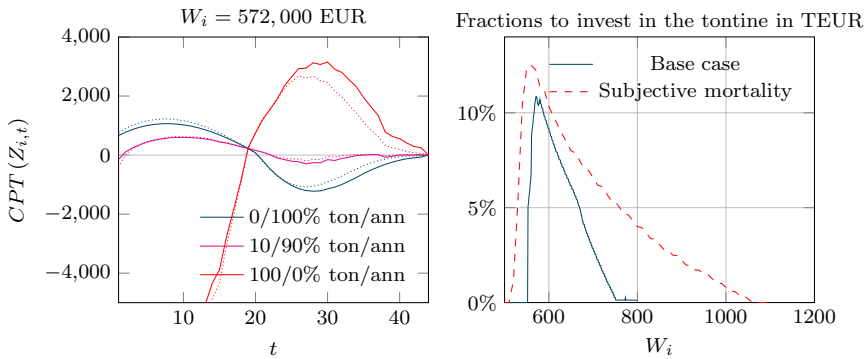 W_i = 572,000 EUR
4,000
2,000
0
−2,000
−4,000
CPT (Z_{i,t})
0/100% ton/ann
10/90% ton/ann
100/0% ton/ann
10
20
30
40
t
Fractions to invest in the tontine in TEUR
Base case
Subjective mortality
10%
5%
0%
600
800
1000
1200
W_i